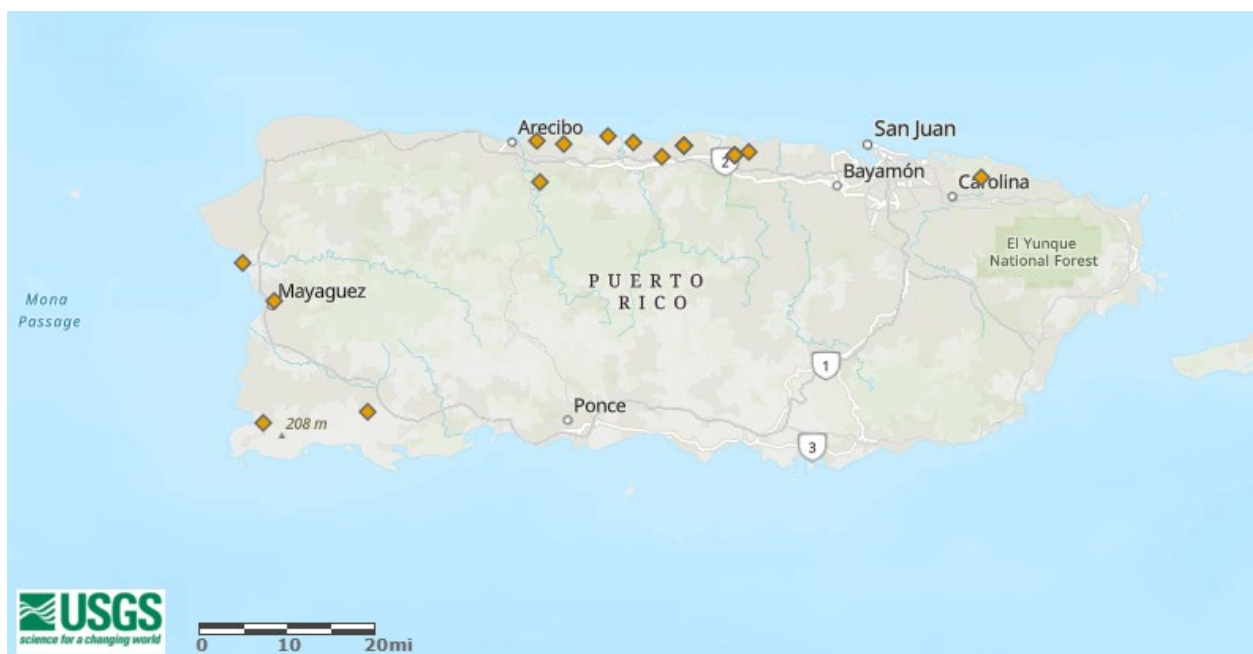 Arecibo
San Juan
2
Bayamón
Carolina
El Yunque
National Forest
PUERTO
RICO
Mayaguez
Mona
Passage
1
Ponce
208 m
3
USGS
science for a changing world
0 10 20mi